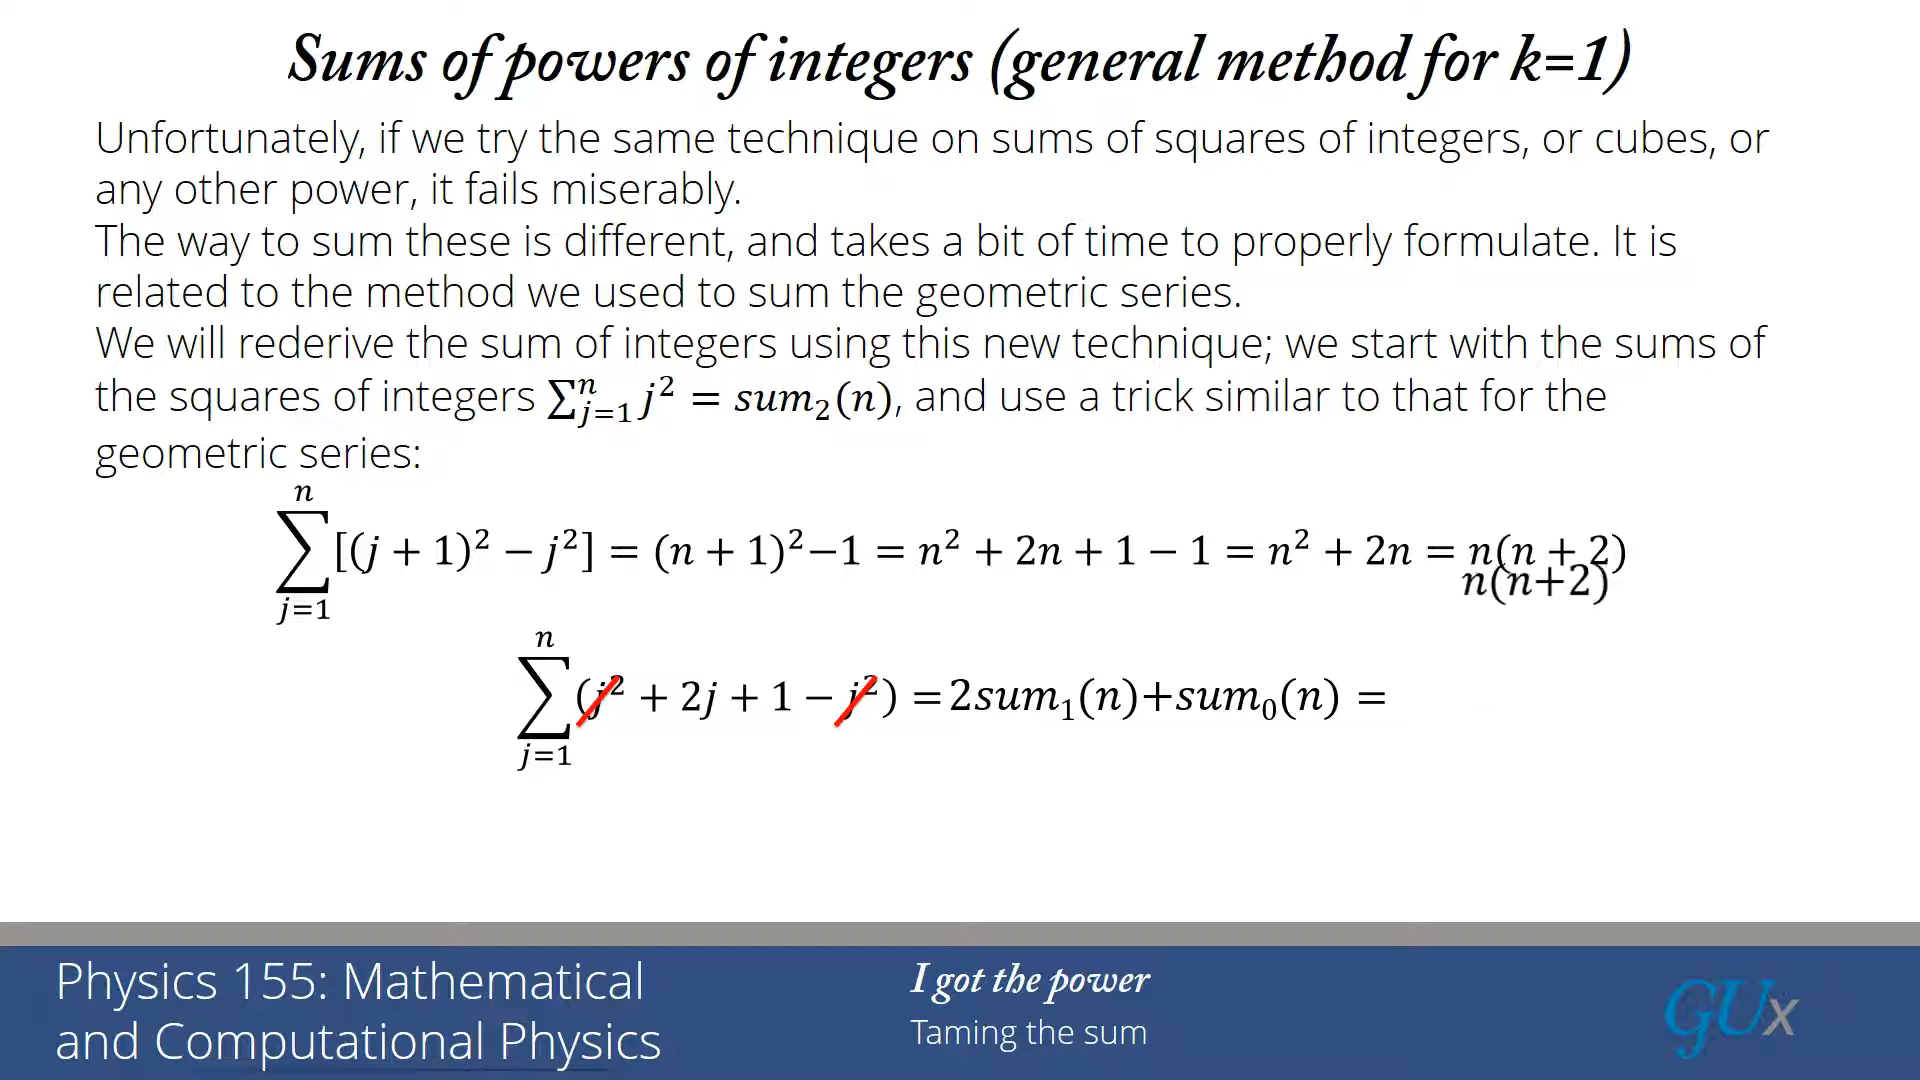 Sums of powers of integers (general method for k=1)
Unfortunately, if we try the same technique on sums of squares of integers, or cubes, or
any other power, it fails miserably.
The way to sum these is different, and takes a bit of time to properly formulate. It is
related to the method we used to sum the geometric series.
We will rederive the sum of integers using this new technique; we start with the sums of
the squares of integers ∑ⁿⱼ₌₁ j² = sum₂(n), and use a trick similar to that for the
geometric series:
∑ⁿⱼ₌₁ [(j + 1)² − j²] = (n + 1)²−1 = n² + 2n + 1 − 1 = n² + 2n = n(n + 2)
n(n+2)
∑ⁿⱼ₌₁ (j² + 2j + 1 − j²) =2sum₁(n)+sum₀(n) =
Physics 155: Mathematical
and Computational Physics
I got the power
Taming the sum
GUx